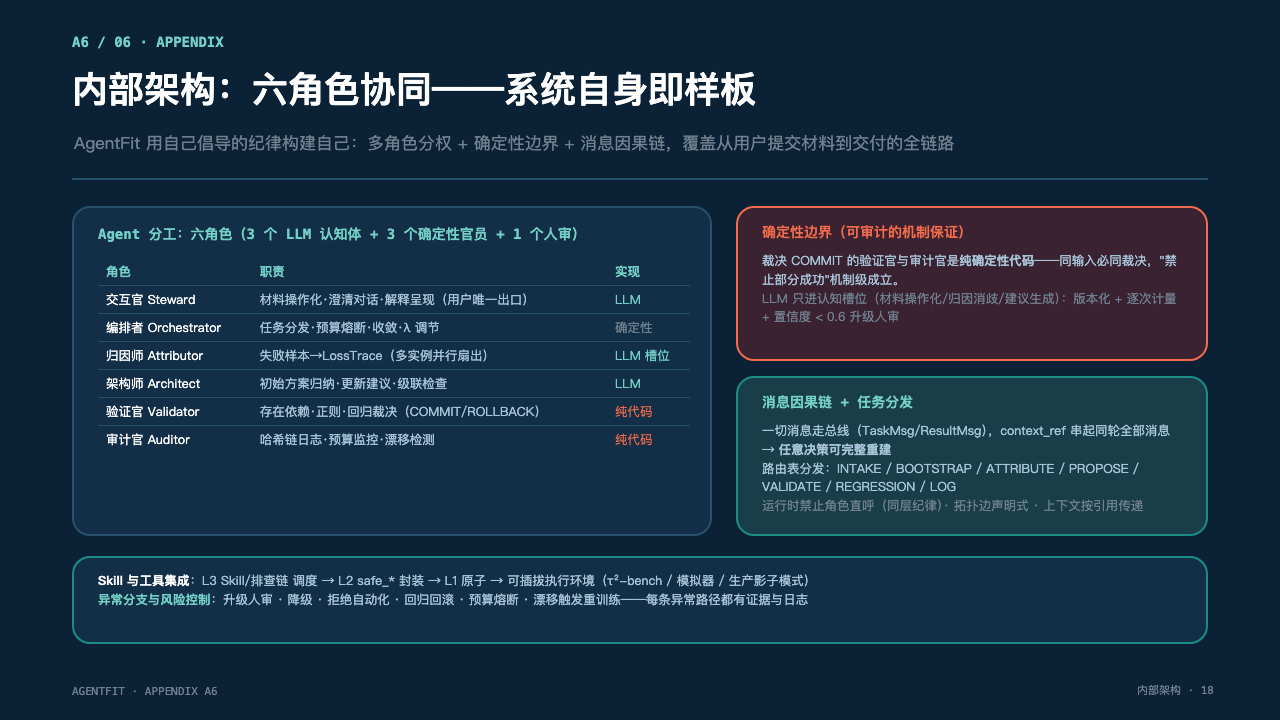 A6 / 06 · APPENDIX
内部架构：六角色协同——系统自身即样板
AgentFit 用自己倡导的纪律构建自己：多角色分权 + 确定性边界 + 消息因果链，覆盖从用户提交材料到交付的全链路
Agent 分工：六角色（3 个 LLM 认知体 + 3 个确定性官员 + 1 个人审）
角色 职责 实现
交互官 Steward 材料操作化·澄清对话·解释呈现（用户唯一出口） LLM
编排者 Orchestrator 任务分发·预算熔断·收敛·λ 调节 确定性
归因师 Attributor 失败样本→LossTrace（多实例并行扇出） LLM 槽位
架构师 Architect 初始方案归纳·更新建议·级联检查 LLM
验证官 Validator 存在依赖·正则·回归裁决（COMMIT/ROLLBACK） 纯代码
审计官 Auditor 哈希链日志·预算监控·漂移检测 纯代码
确定性边界（可审计的机制保证）
裁决 COMMIT 的验证官与审计官是纯确定性代码——同输入必同裁决，"禁
止部分成功"机制级成立。
LLM 只进认知槽位（材料操作化/归因消歧/建议生成）：版本化 + 逐次计量
+ 置信度 < 0.6 升级人审
消息因果链 + 任务分发
一切消息走总线（TaskMsg/ResultMsg），context_ref 串起同轮全部消息
→ 任意决策可完整重建
路由表分发：INTAKE / BOOTSTRAP / ATTRIBUTE / PROPOSE /
VALIDATE / REGRESSION / LOG
运行时禁止角色直呼（同层纪律）· 拓扑边声明式 · 上下文按引用传递
Skill 与工具集成：L3 Skill/排查链 调度 → L2 safe_* 封装 → L1 原子 → 可插拔执行环境（τ²-bench / 模拟器 / 生产影子模式）
异常分支与风险控制：升级人审 · 降级 · 拒绝自动化 · 回归回滚 · 预算熔断 · 漂移触发重训练——每条异常路径都有证据与日志
AGENTFIT · APPENDIX A6
内部架构 · 18